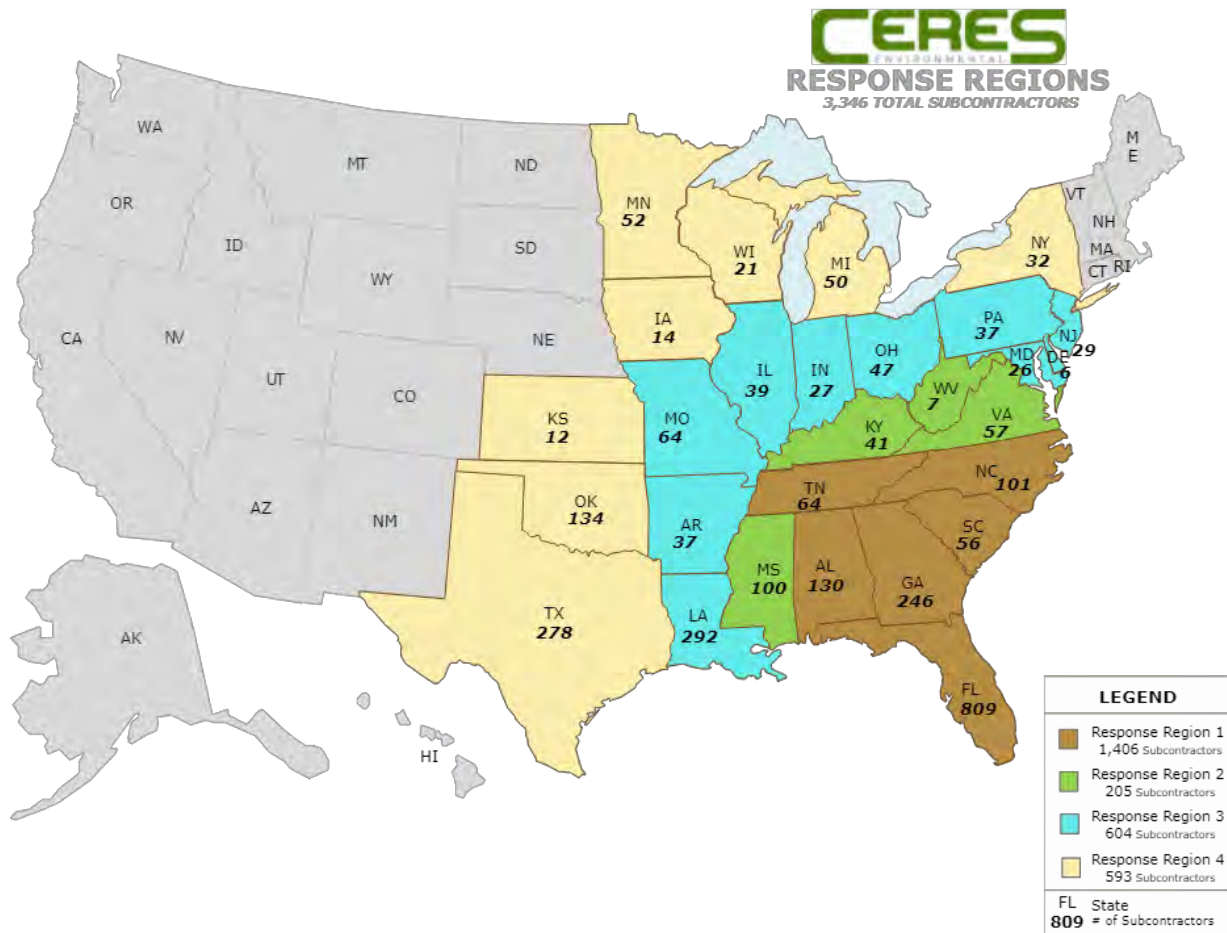 CERES
ENVIRONMENTAL
RESPONSE REGIONS
3,346 TOTAL SUBCONTRACTORS
WA
MT
ND
OR
ID
SD
WY
NE
CA
NV
UT
CO
AZ
NM
AK
HI
MN
52
WI
21
MI
50
IA
14
KS
12
OK
134
TX
278
NY
32
VT
NH
M
E
MA
CT
RI
PA
37
NJ
29
MD
26
DE
6
OH
47
IN
27
IL
39
MO
64
AR
37
LA
292
WV
7
VA
57
KY
41
MS
100
TN
64
NC
101
SC
56
AL
130
GA
246
FL
809
LEGEND
Response Region 1
1,406 Subcontractors
Response Region 2
205 Subcontractors
Response Region 3
604 Subcontractors
Response Region 4
593 Subcontractors
FL State
809 # of Subcontractors